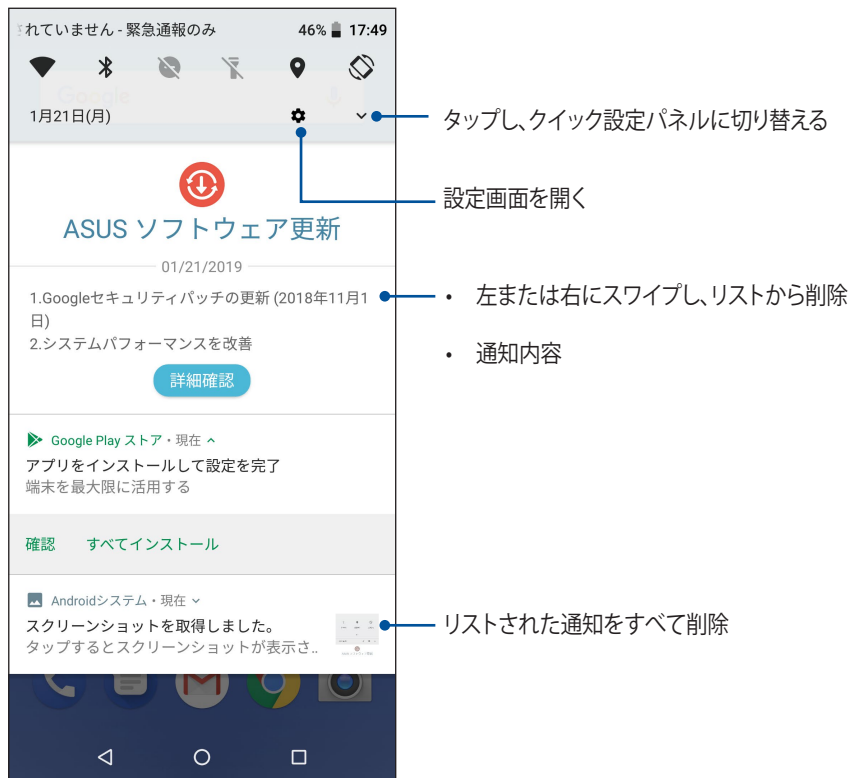 れていません - 緊急通報のみ 46% 17:49
Google
1月21日(月)
タップし、クイック設定パネルに切り替える
設定画面を開く
ASUS ソフトウェア更新
01/21/2019
1.Googleセキュリティパッチの更新 (2018年11月1
日)
2.システムパフォーマンスを改善
詳細確認
• 左または右にスワイプし、リストから削除
• 通知内容
Google Play ストア・現在
アプリをインストールして設定を完了
端末を最大限に活用する
確認 すべてインストール
Androidシステム・現在
スクリーンショットを取得しました。
タップするとスクリーンショットが表示さ..
リストされた通知をすべて削除